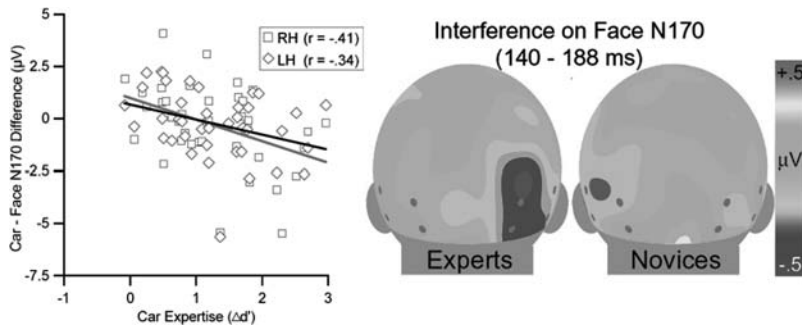 Car - Face N170 Difference (µV)
5.0
2.5
0
-2.5
-5
-7.5
-1
0
1
2
3
Car Expertise (Δd′)
RH (r = -.41)
LH (r = -.34)
Interference on Face N170
(140 - 188 ms)
Experts
Novices
+.5
µV
-.5